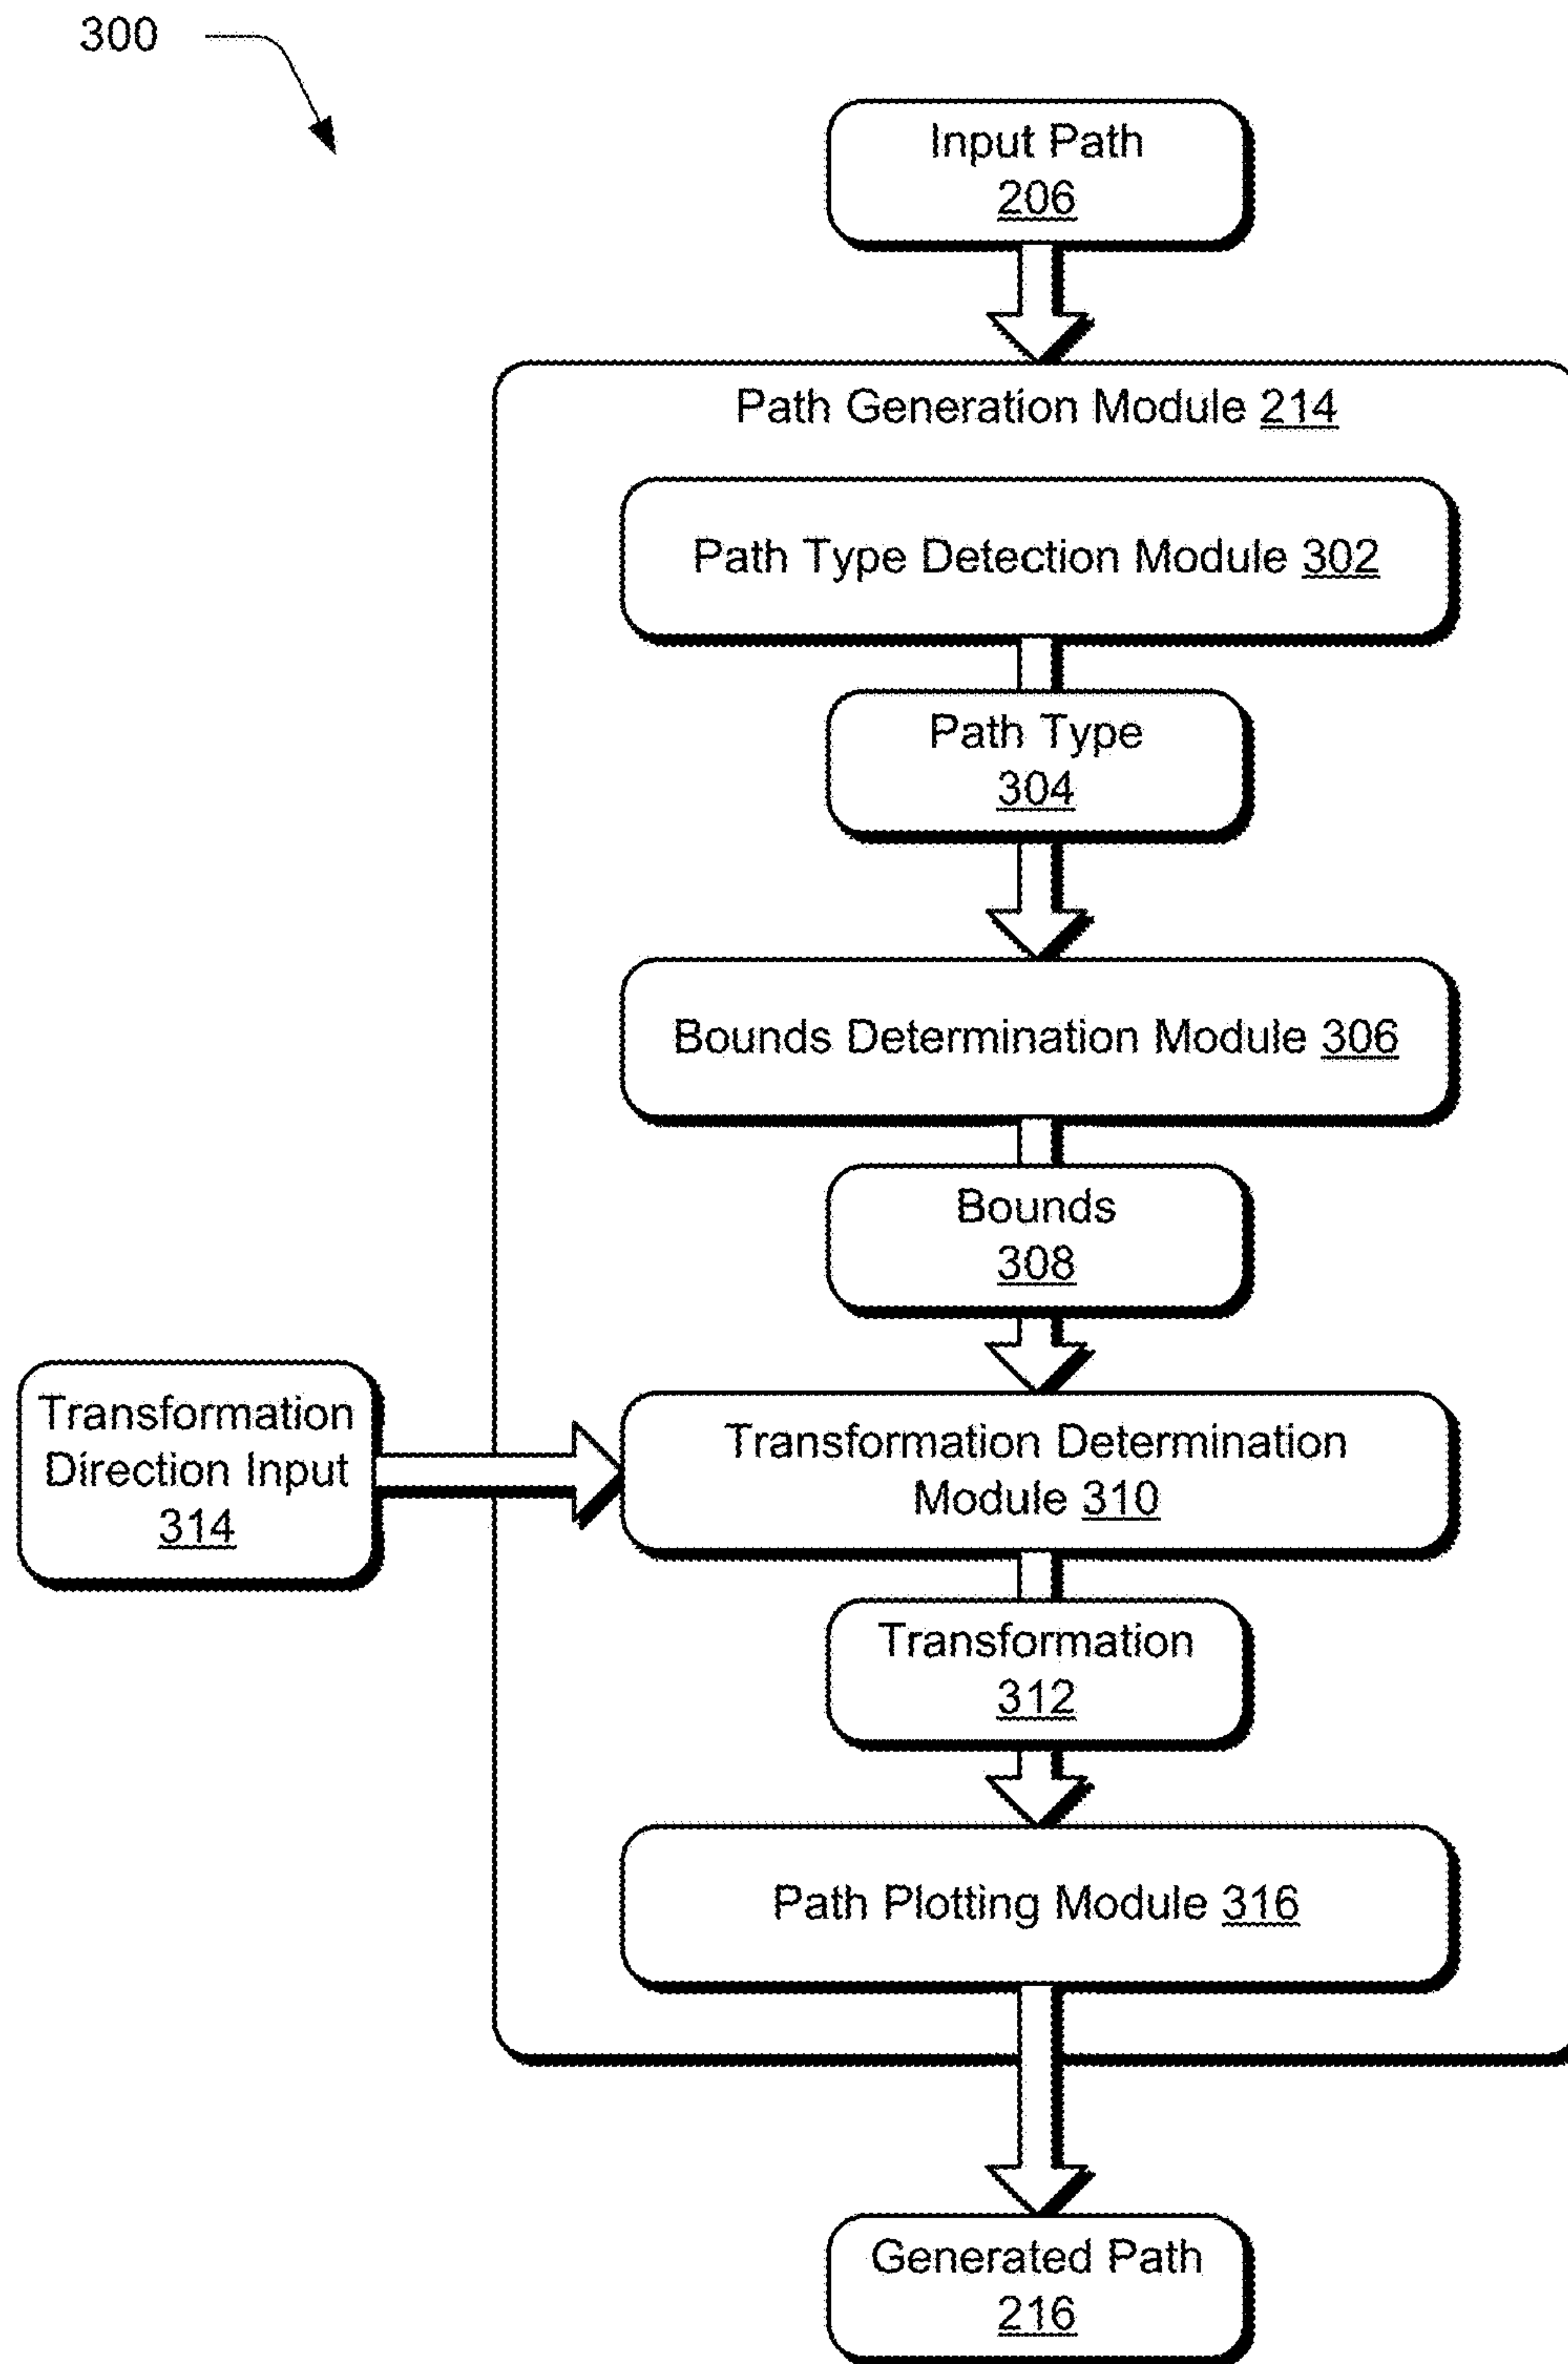 300
Input Path
206
Path Generation Module 214
Path Type Detection Module 302
Path Type
304
Bounds Determination Module 306
Bounds
308
Transformation
Direction Input
314
Transformation Determination
Module 310
Transformation
312
Path Plotting Module 316
Generated Path
216